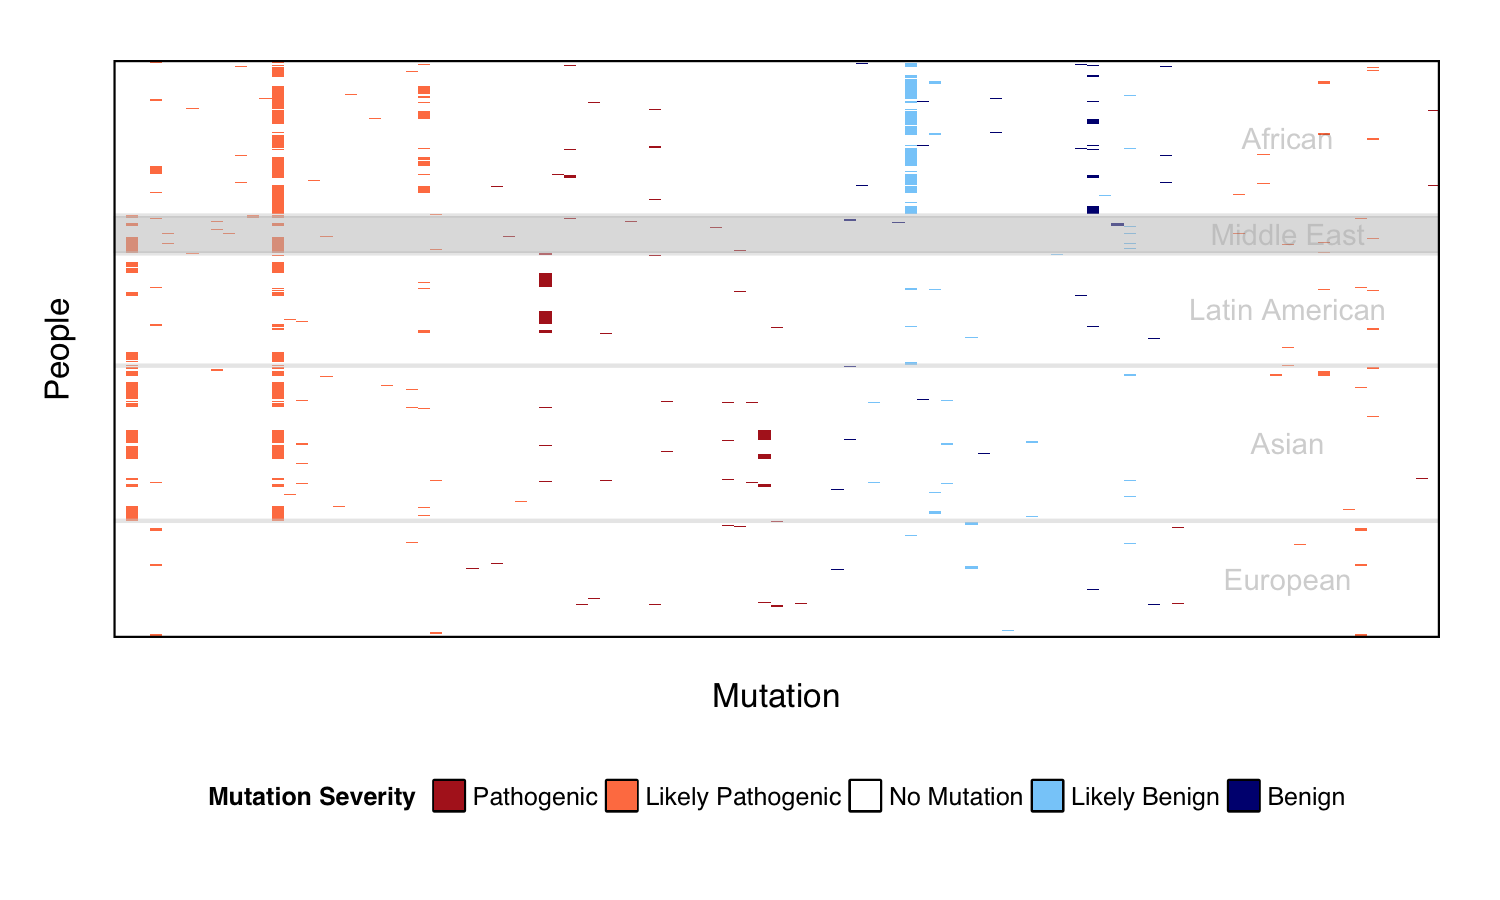 African
Middle East
Latin American
Asian
European
People
Mutation
Mutation Severity Pathogenic Likely Pathogenic No Mutation Likely Benign Benign